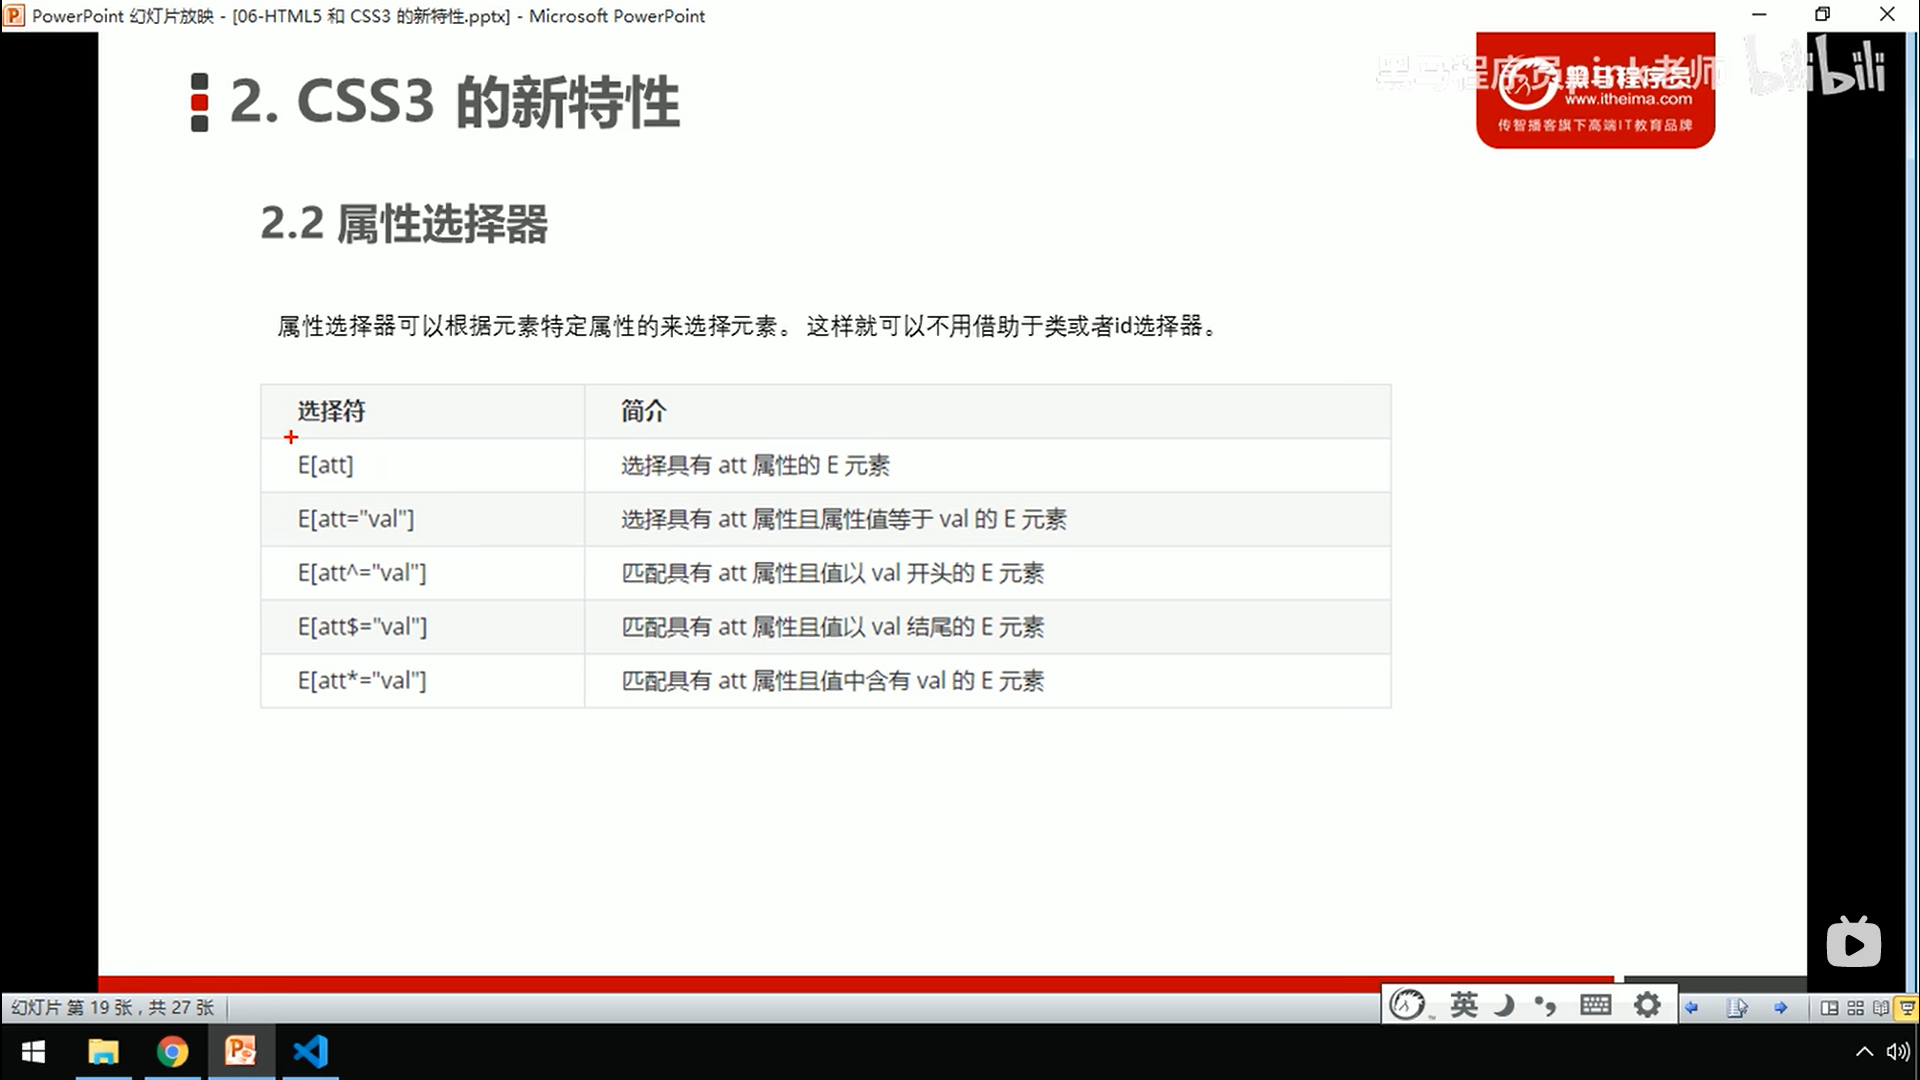 PowerPoint 幻灯片放映 - [06-HTML5 和 CSS3 的新特性.pptx] - Microsoft PowerPoint
2. CSS3 的新特性
黑马程序员pink老师
bilibili
黑马程序员
www.itheima.com
传智播客旗下高端IT教育品牌
2.2 属性选择器
属性选择器可以根据元素特定属性的来选择元素。 这样就可以不用借助于类或者id选择器。
选择符 简介
E[att] 选择具有 att 属性的 E 元素
E[att="val"] 选择具有 att 属性且属性值等于 val 的 E 元素
E[att^="val"] 匹配具有 att 属性且值以 val 开头的 E 元素
E[att$="val"] 匹配具有 att 属性且值以 val 结尾的 E 元素
E[att*="val"] 匹配具有 att 属性且值中含有 val 的 E 元素
幻灯片 第 19 张，共 27 张
英